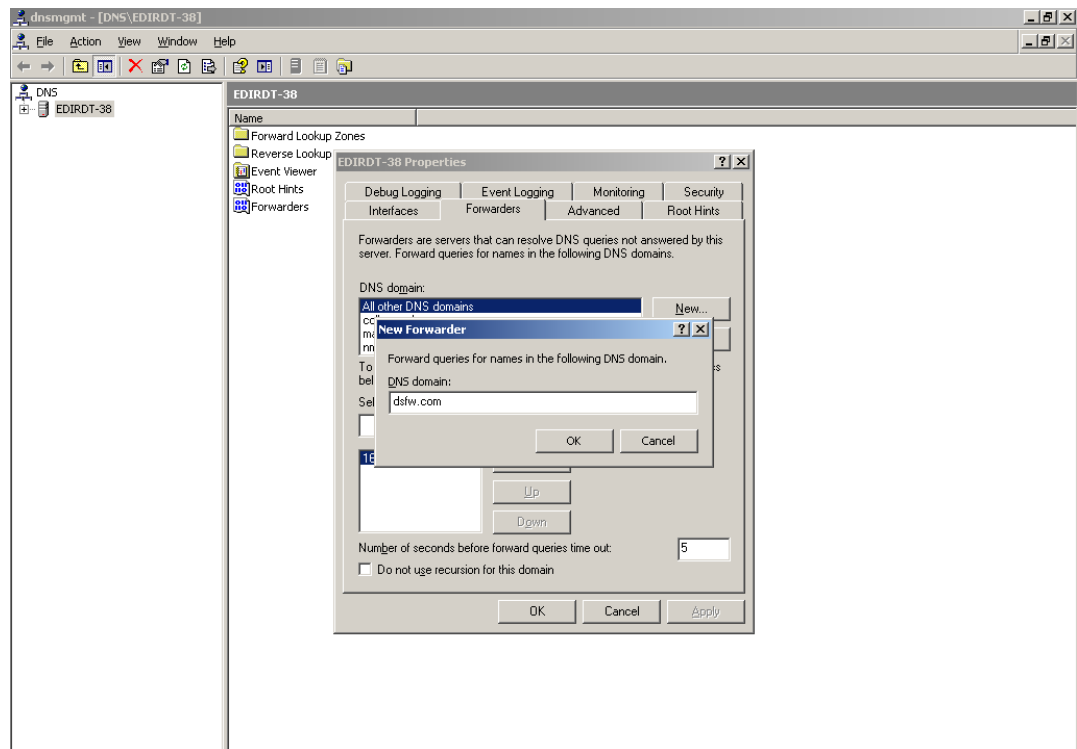 dnsmgmt - [DNS\EDIRDT-38]
File Action View Window Help
DNS
EDIRDT-38
EDIRDT-38
Name
Forward Lookup Zones
Reverse Lookup
Event Viewer
Root Hints
Forwarders
EDIRDT-38 Properties
Debug Logging Event Logging Monitoring Security
Interfaces Forwarders Advanced Root Hints
Forwarders are servers that can resolve DNS queries not answered by this
server. Forward queries for names in the following DNS domains.
DNS domain:
All other DNS domains
New...
New Forwarder
Forward queries for names in the following DNS domain.
DNS domain:
dsfw.com
OK Cancel
To
Up
Down
Number of seconds before forward queries time out:
5
Do not use recursion for this domain
OK Cancel Apply